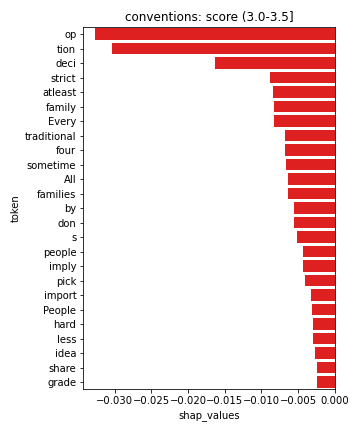 conventions: score (3.0-3.5]
op
tion
deci
strict
atleast
family
Every
traditional
four
sometime
All
families
by
don
s
people
imply
pick
import
People
hard
less
idea
share
grade
token
−0.030 −0.025 −0.020 −0.015 −0.010 −0.005 0.000
shap_values